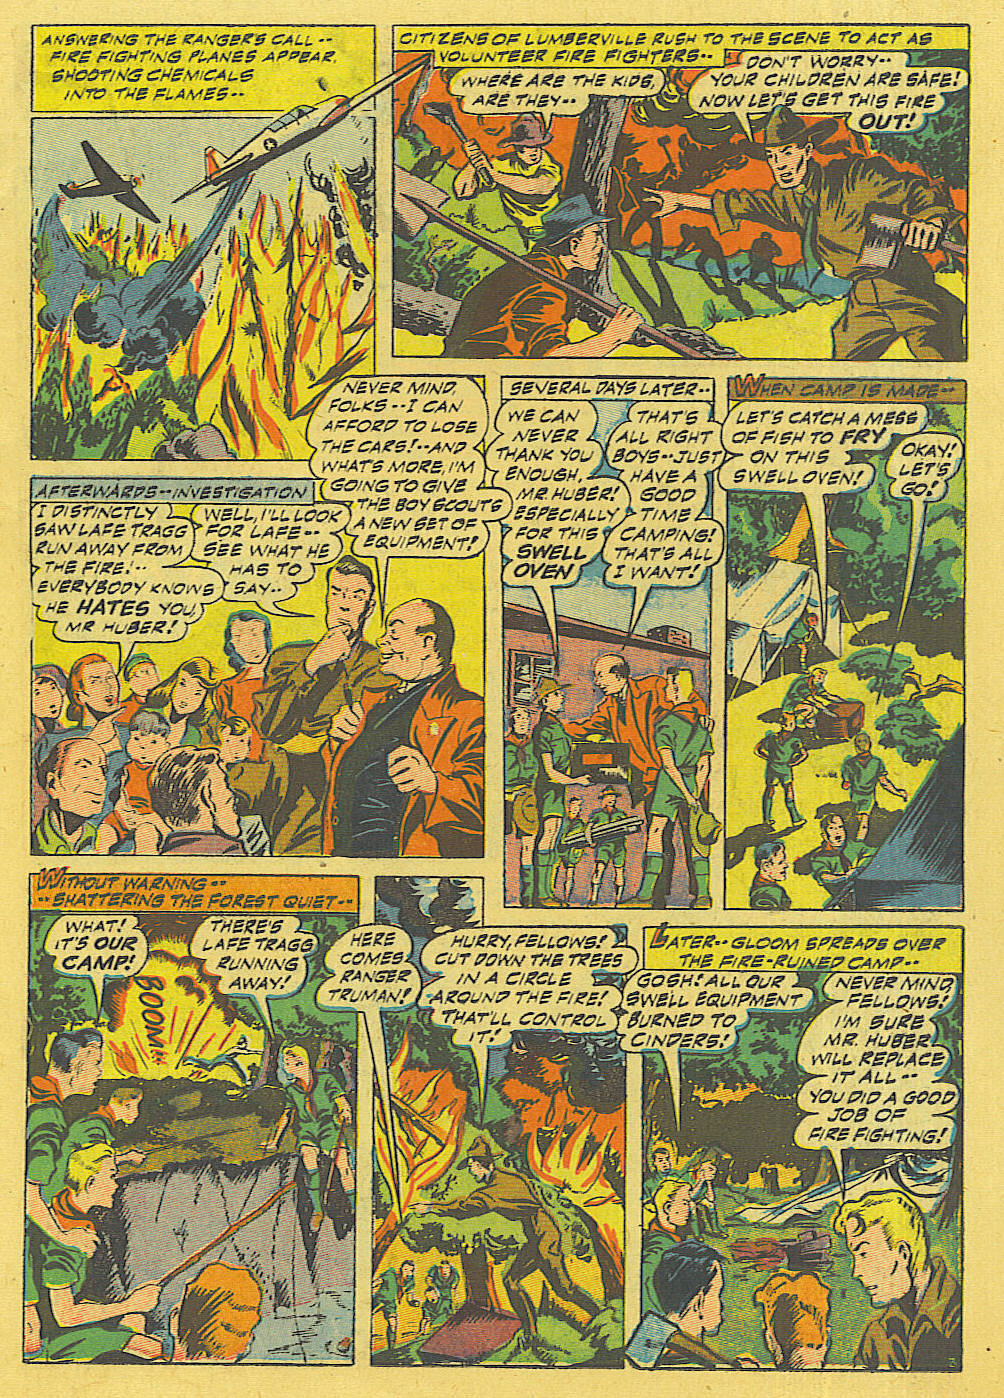 ANSWERING THE RANGER'S CALL--
FIRE FIGHTING PLANES APPEAR,
SHOOTING CHEMICALS
INTO THE FLAMES--
CITIZENS OF LUMBERVILLE RUSH TO THE SCENE TO ACT AS
VOLUNTEER FIRE FIGHTERS--
WHERE ARE THE KIDS,
ARE THEY--
DON'T WORRY--
YOUR CHILDREN ARE SAFE!
NOW LET'S GET THIS FIRE
OUT!
AFTERWARDS--INVESTIGATION
I DISTINCTLY
SAW LAFE TRAGG
RUN AWAY FROM
THE FIRE!--
EVERYBODY KNOWS
HE HATES YOU,
MR HUBER!
WELL, I'LL LOOK
FOR LAFE--
SEE WHAT HE
HAS TO
SAY--
NEVER MIND,
FOLKS--I CAN
AFFORD TO LOSE
THE CARS!--AND
WHAT'S MORE, I'M
GOING TO GIVE
THE BOY SCOUTS
A NEW SET OF
EQUIPMENT!
SEVERAL DAYS LATER--
WE CAN
NEVER
THANK YOU
ENOUGH,
MR. HUBER!
ESPECIALLY
FOR THIS
SWELL
OVEN
THAT'S
ALL RIGHT
BOYS--JUST
HAVE A
GOOD
TIME
CAMPING!
THAT'S ALL
I WANT!
WHEN CAMP IS MADE--
LET'S CATCH A MESS
OF FISH TO FRY
ON THIS
SWELL OVEN!
OKAY!
LET'S
GO!
WITHOUT WARNING--
--SHATTERING THE FOREST QUIET--
WHAT!
IT'S OUR
CAMP!
BOOM
THERE'S
LAFE TRAGG
RUNNING
AWAY!
HERE
COMES
RANGER
TRUMAN!
HURRY, FELLOWS!
CUT DOWN THE TREES
IN A CIRCLE
AROUND THE FIRE!
THAT'LL CONTROL
IT!
LATER--GLOOM SPREADS OVER
THE FIRE-RUINED CAMP--
GOSH! ALL OUR
SWELL EQUIPMENT
BURNED TO
CINDERS!
NEVER MIND,
FELLOWS!
I'M SURE
MR. HUBER
WILL REPLACE
IT ALL--
YOU DID A GOOD
JOB OF
FIRE FIGHTING!
3